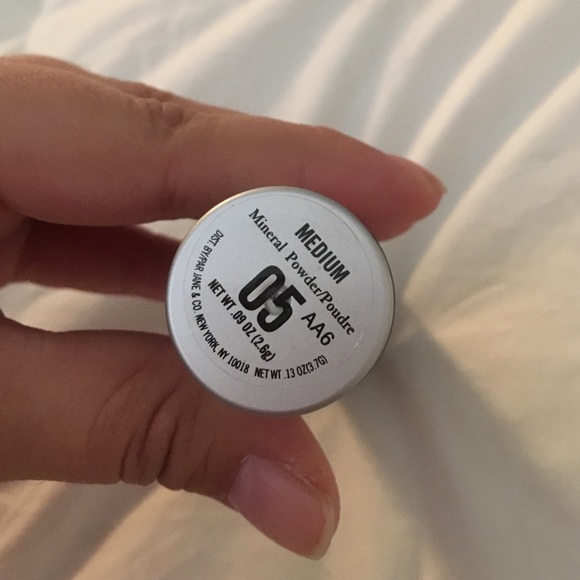 MEDIUM
Mineral Powder/Poudre
05 AA6
NET WT .09 OZ (2.6g)
DIST. BY/PAR JANE & CO. NEW YORK, NY 10018 NET WT .13 OZ(3.7G)